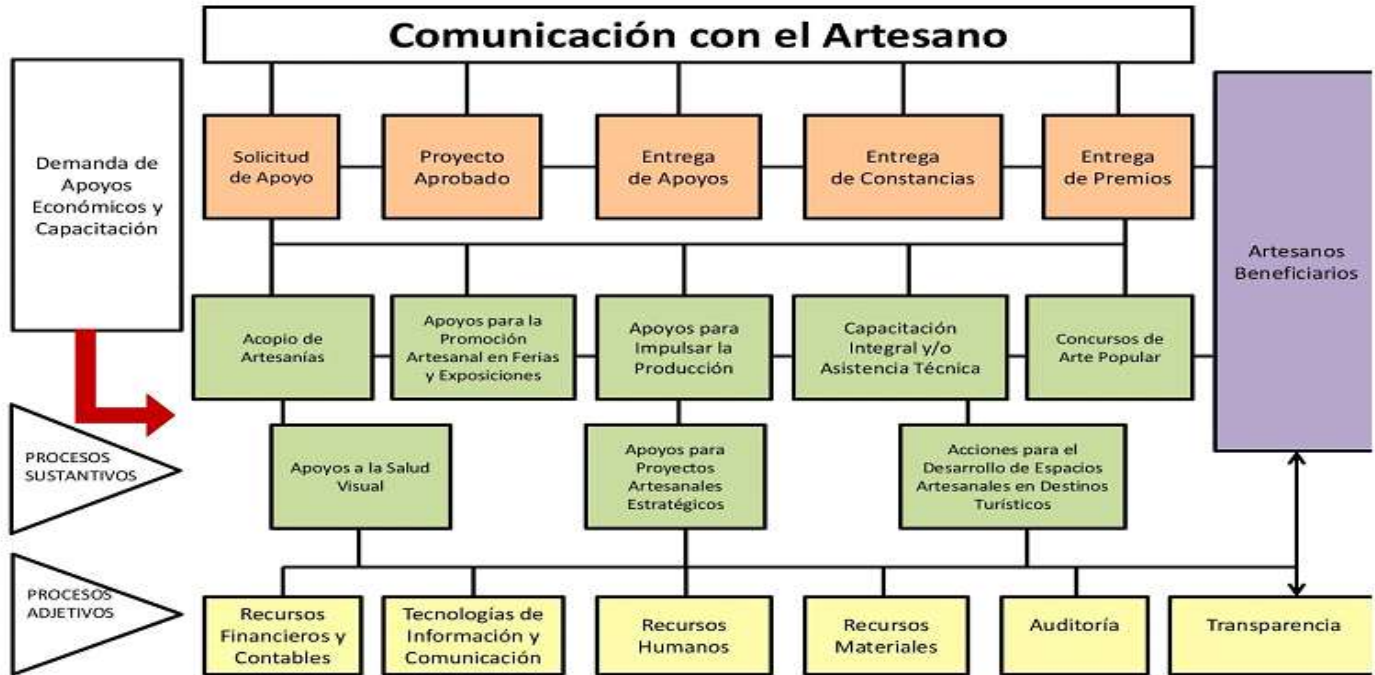 Comunicación con el Artesano
Demanda de
Apoyos
Económicos y
Capacitación
Solicitud
de Apoyo
Proyecto
Aprobado
Entrega
de Apoyos
Entrega
de Constancias
Entrega
de Premios
Artesanos
Beneficiarios
Acopio de
Artesanías
Apoyos para la
Promoción
Artesanal en Ferias
y Exposiciones
Apoyos para
Impulsar la
Producción
Capacitación
Integral y/o
Asistencia Técnica
Concursos de
Arte Popular
PROCESOS
SUSTANTIVOS
Apoyos a la Salud
Visual
Apoyos para
Proyectos
Artesanales
Estratégicos
Acciones para el
Desarrollo de Espacios
Artesanales en Destinos
Turísticos
PROCESOS
ADJETIVOS
Recursos
Financieros y
Contables
Tecnologías de
Información y
Comunicación
Recursos
Humanos
Recursos
Materiales
Auditoría
Transparencia